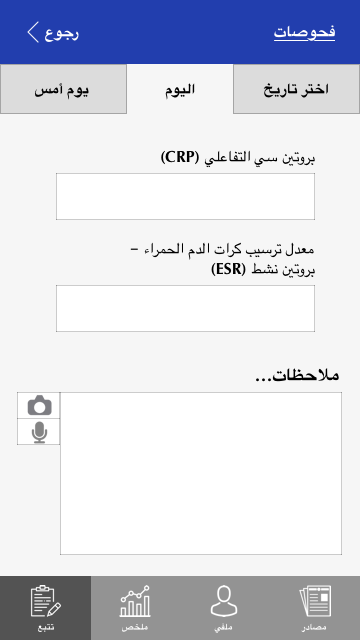 فحوصات
رجوع
اختر تاريخ
اليوم
يوم أمس
بروتين سي التفاعلي (CRP)
معدل ترسيب كرات الدم الحمراء –
بروتين نشط (ESR)
ملاحظات...
مصادر
ملفي
ملخص
تتبع